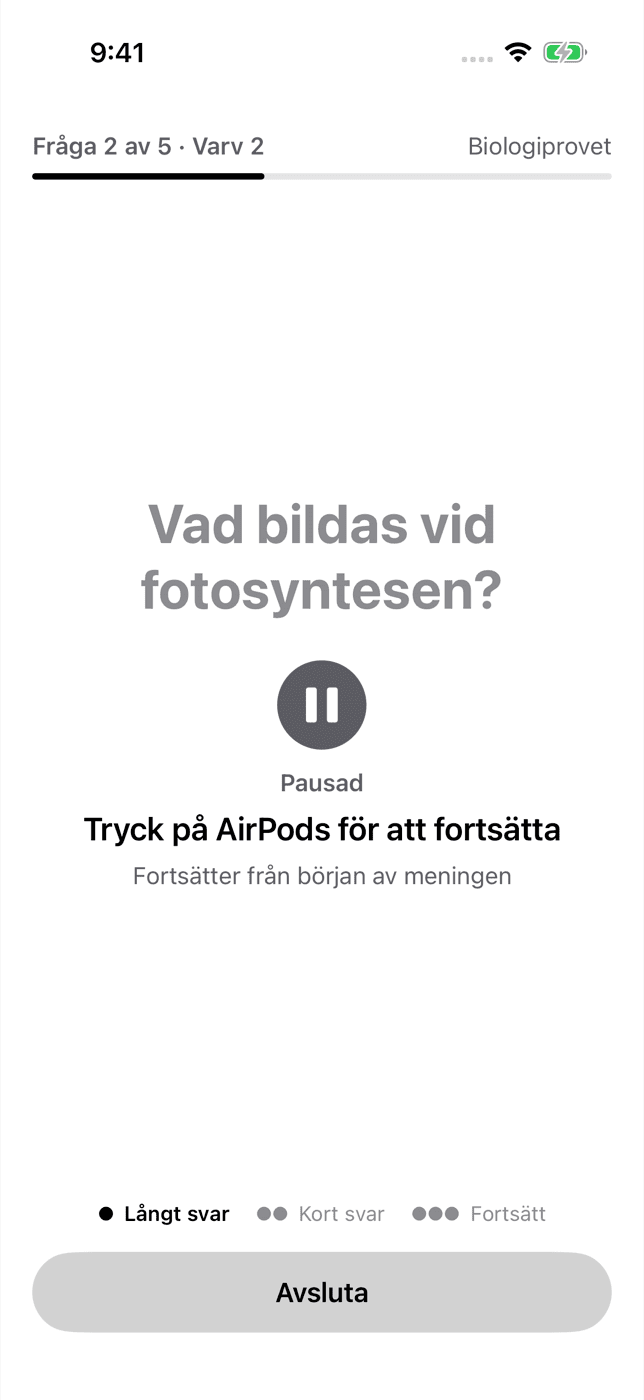 9:41
Fråga 2 av 5 · Varv 2
Biologiprovet
Vad bildas vid
fotosyntesen?
Pausad
Tryck på AirPods för att fortsätta
Fortsätter från början av meningen
Långt svar
Kort svar
Fortsätt
Avsluta